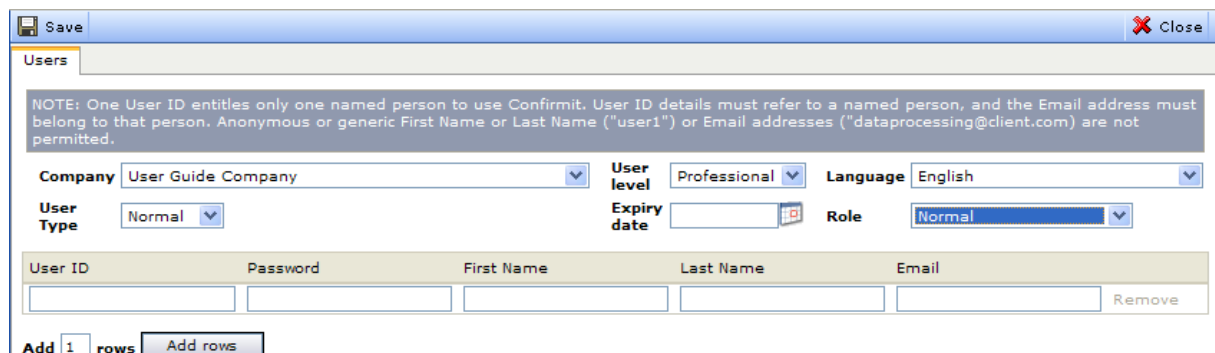 Save Close
Users
NOTE: One User ID entitles only one named person to use Confirmit. User ID details must refer to a named person, and the Email address must
belong to that person. Anonymous or generic First Name or Last Name ("user1") or Email addresses ("dataprocessing@client.com) are not
permitted.
Company User Guide Company User level Professional Language English
User Type Normal Expiry date Role Normal
User ID Password First Name Last Name Email
Remove
Add 1 rows Add rows